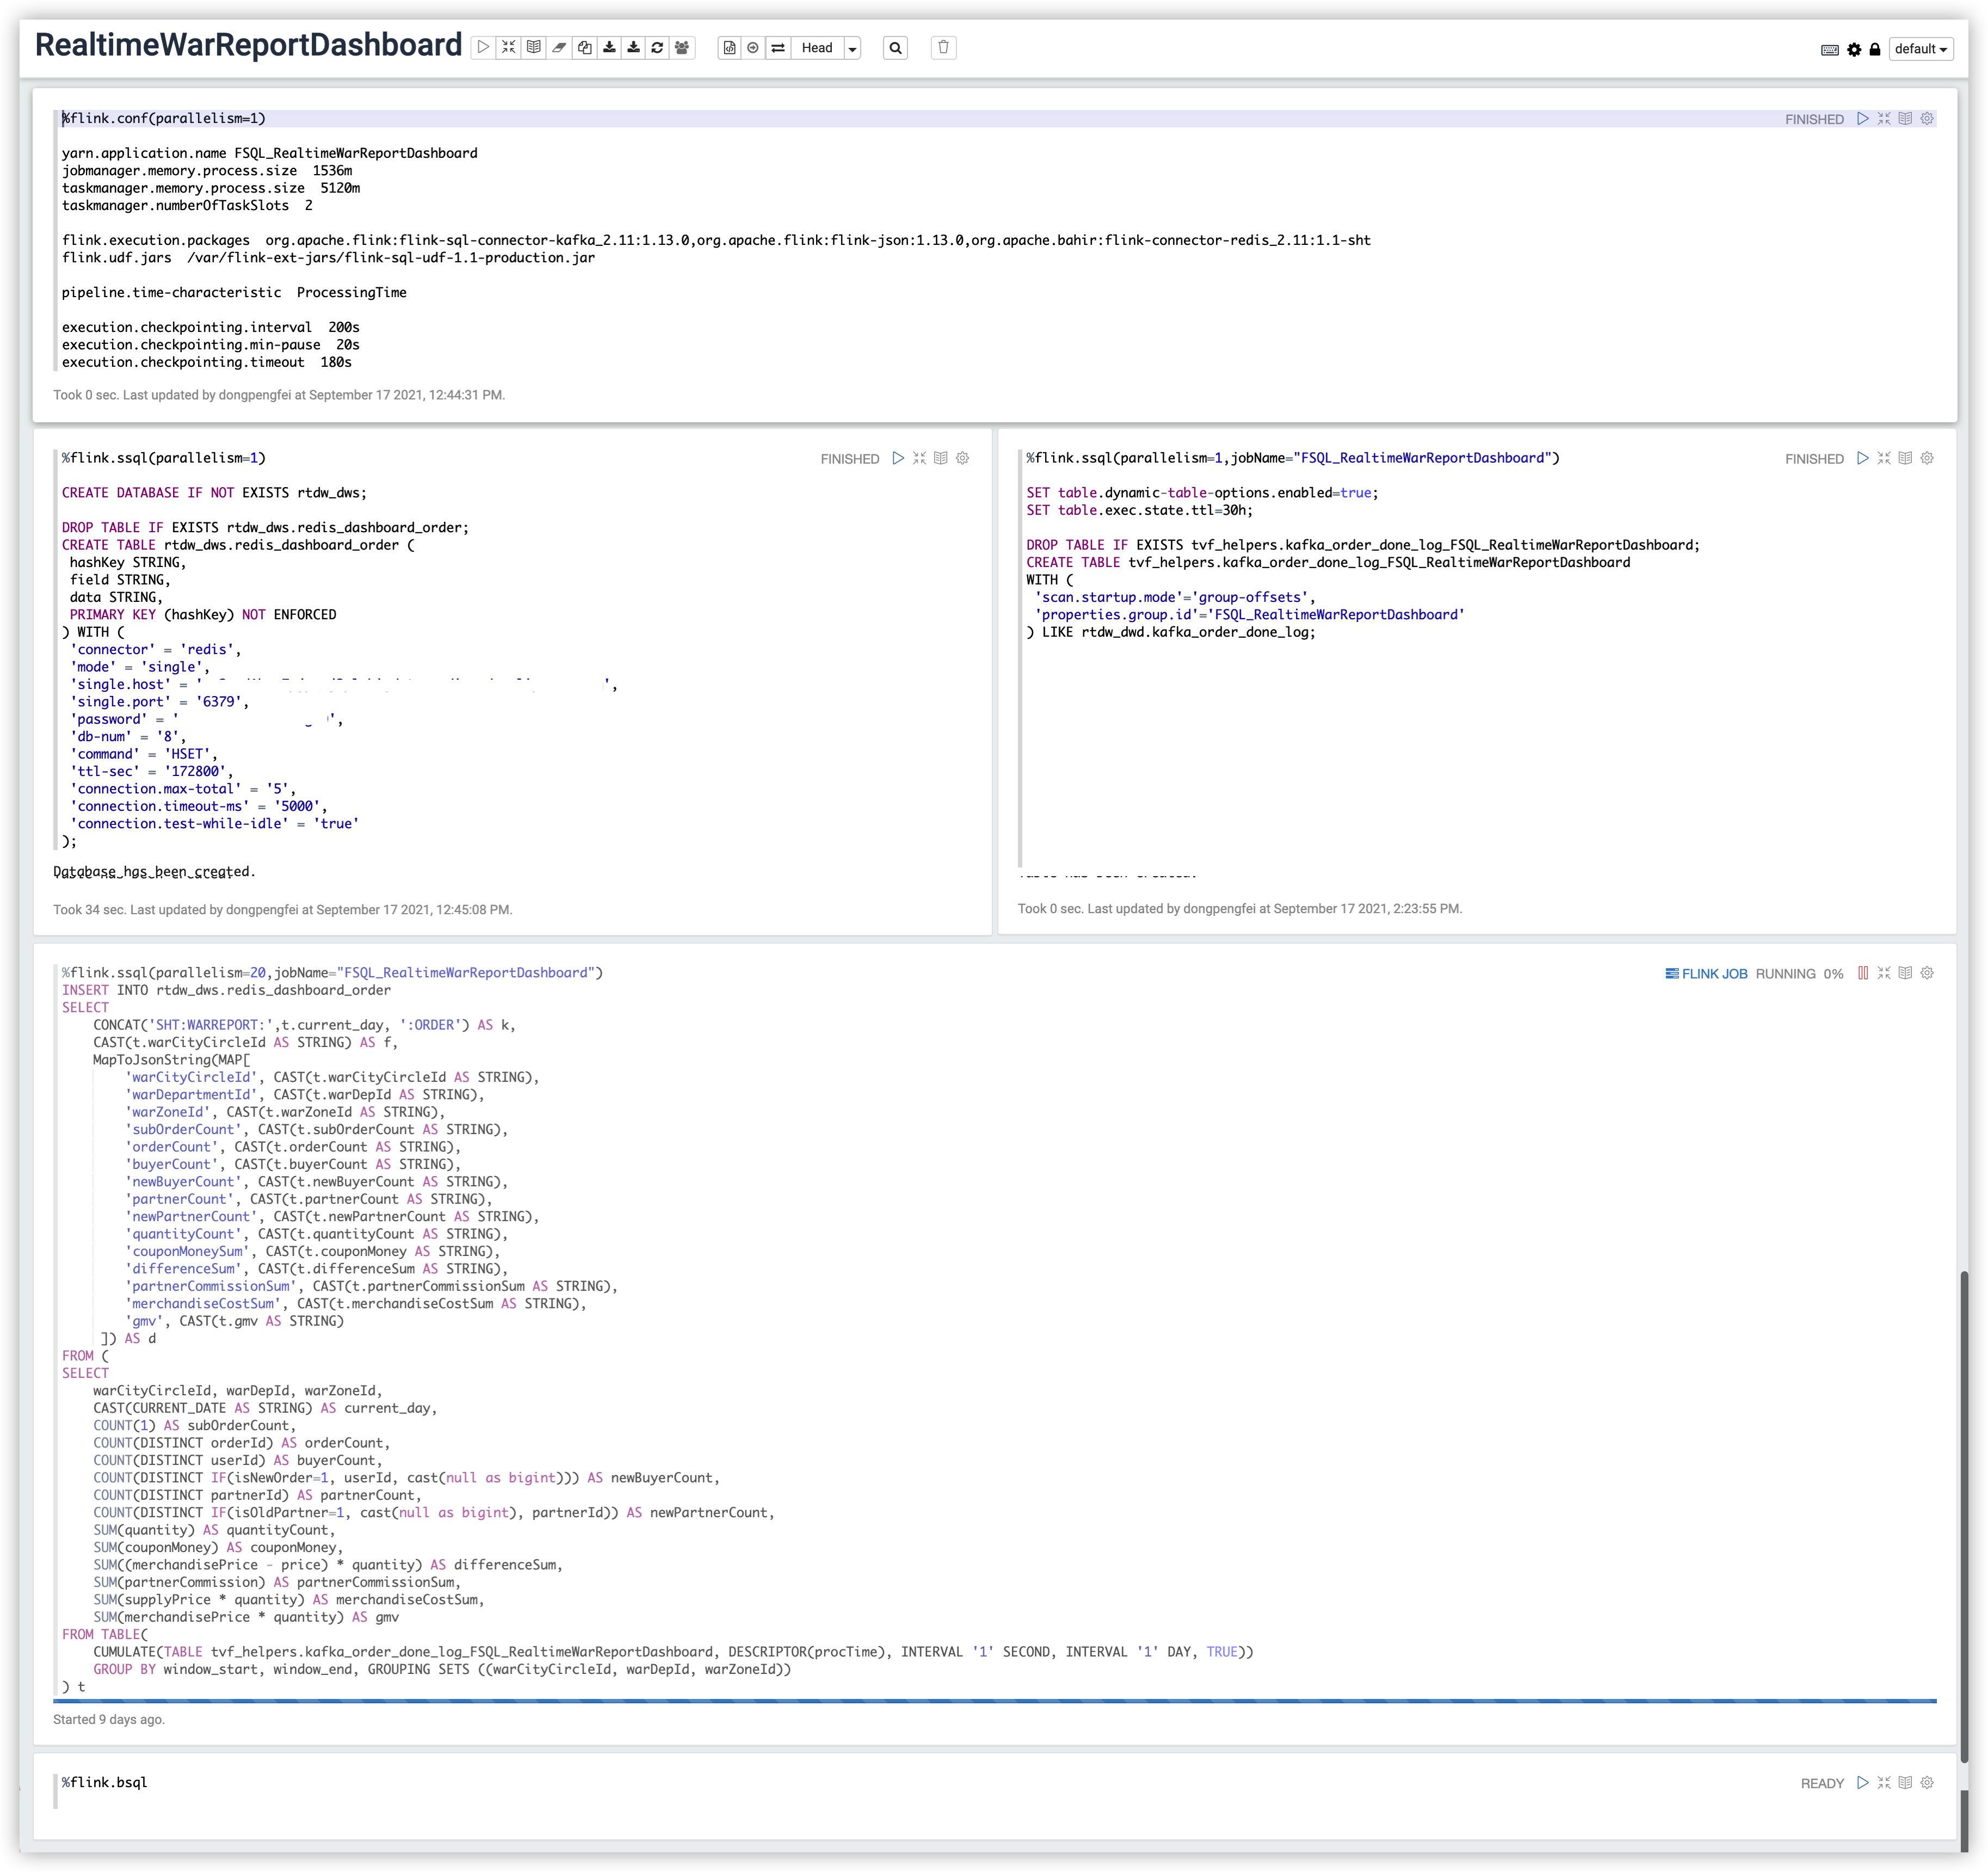 RealtimeWarReportDashboard
Head
default
%flink.conf(parallelism=1)
FINISHED
yarn.application.name FSQL_RealtimeWarReportDashboard
jobmanager.memory.process.size  1536m
taskmanager.memory.process.size  5120m
taskmanager.numberOfTaskSlots  2
flink.execution.packages  org.apache.flink:flink-sql-connector-kafka_2.11:1.13.0,org.apache.flink:flink-json:1.13.0,org.apache.bahir:flink-connector-redis_2.11:1.1-sht
flink.udf.jars  /var/flink-ext-jars/flink-sql-udf-1.1-production.jar
pipeline.time-characteristic  ProcessingTime
execution.checkpointing.interval  200s
execution.checkpointing.min-pause  20s
execution.checkpointing.timeout  180s
Took 0 sec. Last updated by dongpengfei at September 17 2021, 12:44:31 PM.
%flink.ssql(parallelism=1)
FINISHED
CREATE DATABASE IF NOT EXISTS rtdw_dws;
DROP TABLE IF EXISTS rtdw_dws.redis_dashboard_order;
CREATE TABLE rtdw_dws.redis_dashboard_order (
hashKey STRING,
field STRING,
data STRING,
PRIMARY KEY (hashKey) NOT ENFORCED
) WITH (
'connector' = 'redis',
'mode' = 'single',
'single.host' = ' ',
'single.port' = '6379',
'password' = ' ',
'db-num' = '8',
'command' = 'HSET',
'ttl-sec' = '172800',
'connection.max-total' = '5',
'connection.timeout-ms' = '5000',
'connection.test-while-idle' = 'true'
);
Database has been created.
Took 34 sec. Last updated by dongpengfei at September 17 2021, 12:45:08 PM.
%flink.ssql(parallelism=1,jobName="FSQL_RealtimeWarReportDashboard")
FINISHED
SET table.dynamic-table-options.enabled=true;
SET table.exec.state.ttl=30h;
DROP TABLE IF EXISTS tvf_helpers.kafka_order_done_log_FSQL_RealtimeWarReportDashboard;
CREATE TABLE tvf_helpers.kafka_order_done_log_FSQL_RealtimeWarReportDashboard
WITH (
'scan.startup.mode'='group-offsets',
'properties.group.id'='FSQL_RealtimeWarReportDashboard'
) LIKE rtdw_dwd.kafka_order_done_log;
Took 0 sec. Last updated by dongpengfei at September 17 2021, 2:23:55 PM.
%flink.ssql(parallelism=20,jobName="FSQL_RealtimeWarReportDashboard")
FLINK JOB RUNNING 0%
INSERT INTO rtdw_dws.redis_dashboard_order
SELECT
CONCAT('SHT:WARREPORT:',t.current_day, ':ORDER') AS k,
CAST(t.warCityCircleId AS STRING) AS f,
MapToJsonString(MAP[
'warCityCircleId', CAST(t.warCityCircleId AS STRING),
'warDepartmentId', CAST(t.warDepId AS STRING),
'warZoneId', CAST(t.warZoneId AS STRING),
'subOrderCount', CAST(t.subOrderCount AS STRING),
'orderCount', CAST(t.orderCount AS STRING),
'buyerCount', CAST(t.buyerCount AS STRING),
'newBuyerCount', CAST(t.newBuyerCount AS STRING),
'partnerCount', CAST(t.partnerCount AS STRING),
'newPartnerCount', CAST(t.newPartnerCount AS STRING),
'quantityCount', CAST(t.quantityCount AS STRING),
'couponMoneySum', CAST(t.couponMoney AS STRING),
'differenceSum', CAST(t.differenceSum AS STRING),
'partnerCommissionSum', CAST(t.partnerCommissionSum AS STRING),
'merchandiseCostSum', CAST(t.merchandiseCostSum AS STRING),
'gmv', CAST(t.gmv AS STRING)
]) AS d
FROM (
SELECT
warCityCircleId, warDepId, warZoneId,
CAST(CURRENT_DATE AS STRING) AS current_day,
COUNT(1) AS subOrderCount,
COUNT(DISTINCT orderId) AS orderCount,
COUNT(DISTINCT userId) AS buyerCount,
COUNT(DISTINCT IF(isNewOrder=1, userId, cast(null as bigint))) AS newBuyerCount,
COUNT(DISTINCT partnerId) AS partnerCount,
COUNT(DISTINCT IF(isOldPartner=1, cast(null as bigint), partnerId)) AS newPartnerCount,
SUM(quantity) AS quantityCount,
SUM(couponMoney) AS couponMoney,
SUM((merchandisePrice - price) * quantity) AS differenceSum,
SUM(partnerCommission) AS partnerCommissionSum,
SUM(supplyPrice * quantity) AS merchandiseCostSum,
SUM(merchandisePrice * quantity) AS gmv
FROM TABLE(
CUMULATE(TABLE tvf_helpers.kafka_order_done_log_FSQL_RealtimeWarReportDashboard, DESCRIPTOR(procTime), INTERVAL '1' SECOND, INTERVAL '1' DAY, TRUE))
GROUP BY window_start, window_end, GROUPING SETS ((warCityCircleId, warDepId, warZoneId))
) t
Started 9 days ago.
%flink.bsql
READY